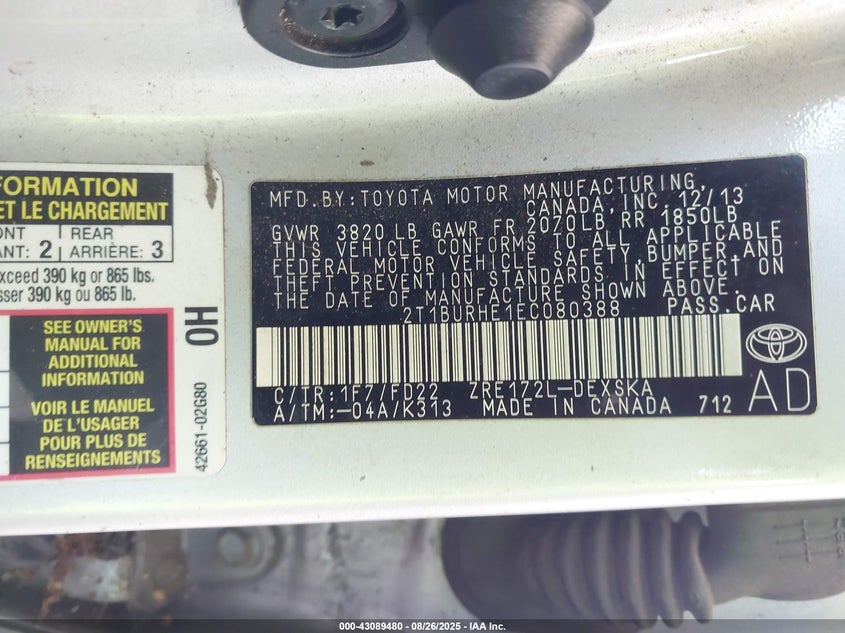 FORMATION
ET LE CHARGEMENT
ONT REAR
ANT: 2 ARRIÈRE: 3
exceed 390 kg or 865 lbs.
sser 390 kg ou 865 lb.
SEE OWNER'S
MANUAL FOR
ADDITIONAL
INFORMATION
VOIR LE MANUEL
DE L'USAGER
POUR PLUS DE
RENSEIGNEMENTS
0H
42661-02G80
MFD.BY:TOYOTA MOTOR MANUFACTURING,
CANADA,INC. 12/13
GVWR 3820 LB GAWR FR 2070LB, RR 1850LB
THIS VEHICLE CONFORMS TO ALL APPLICABLE
FEDERAL MOTOR VEHICLE SAFETY,BUMPER,AND
THEFT PREVENTION STANDARDS IN EFFECT ON
THE DATE OF MANUFACTURE SHOWN ABOVE.
2T1BURHE1EC080388 PASS.CAR
C/TR:1F7/FD22 ZRE172L-DEXSKA
A/TM:-04A/K313 MADE IN CANADA 712
AD
000-43089480 - 08/26/2025 - IAA Inc.